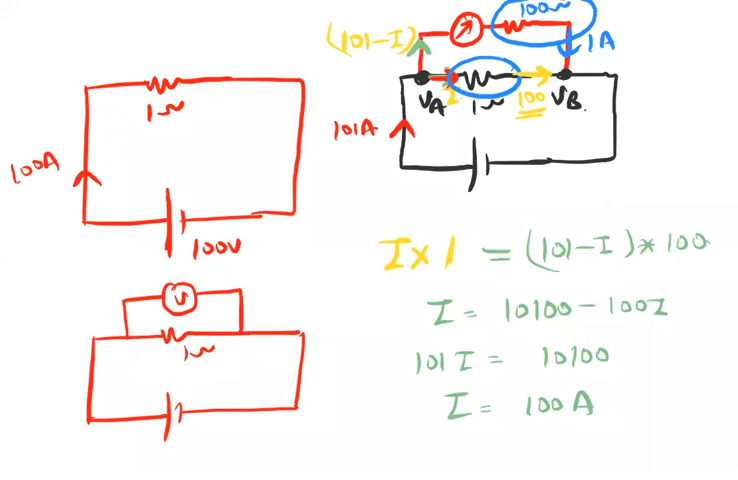 100Ω
(101-I)
1A
1Ω
I
VA
1Ω
100
VB
101A
100A
100V
I×1 = (101-I)*100
V
I = 10100-100I
1Ω
101I = 10100
I = 100A